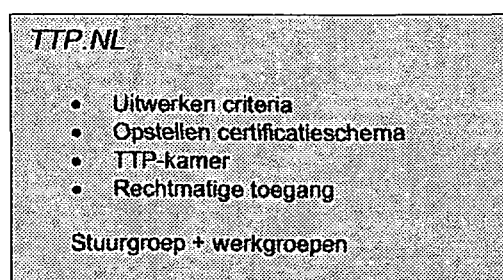 TTP.NL
• Uitwerken criteria
• Opstellen certificatieschema
• TTP-kamer
• Rechtmatige toegang
Stuurgroep + werkgroepen